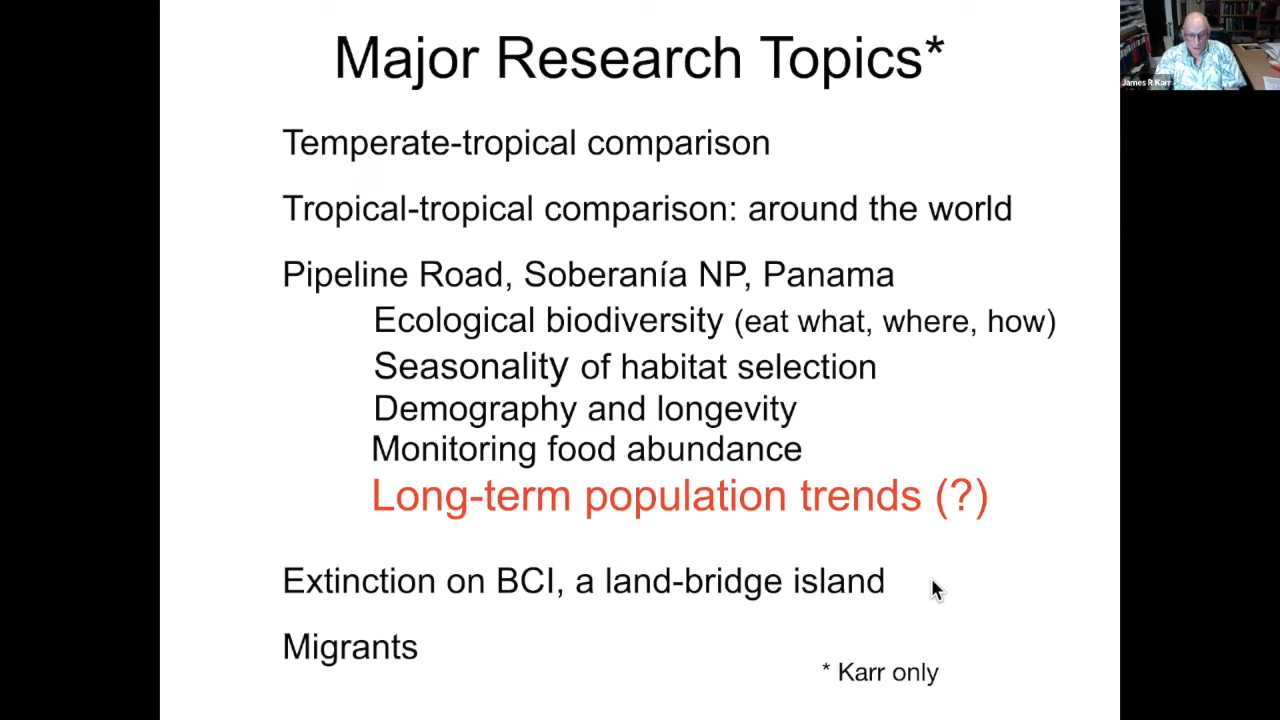 Major Research Topics*
James R Karr
Temperate-tropical comparison
Tropical-tropical comparison: around the world
Pipeline Road, Soberanía NP, Panama
Ecological biodiversity (eat what, where, how)
Seasonality of habitat selection
Demography and longevity
Monitoring food abundance
Long-term population trends (?)
Extinction on BCI, a land-bridge island
Migrants
* Karr only